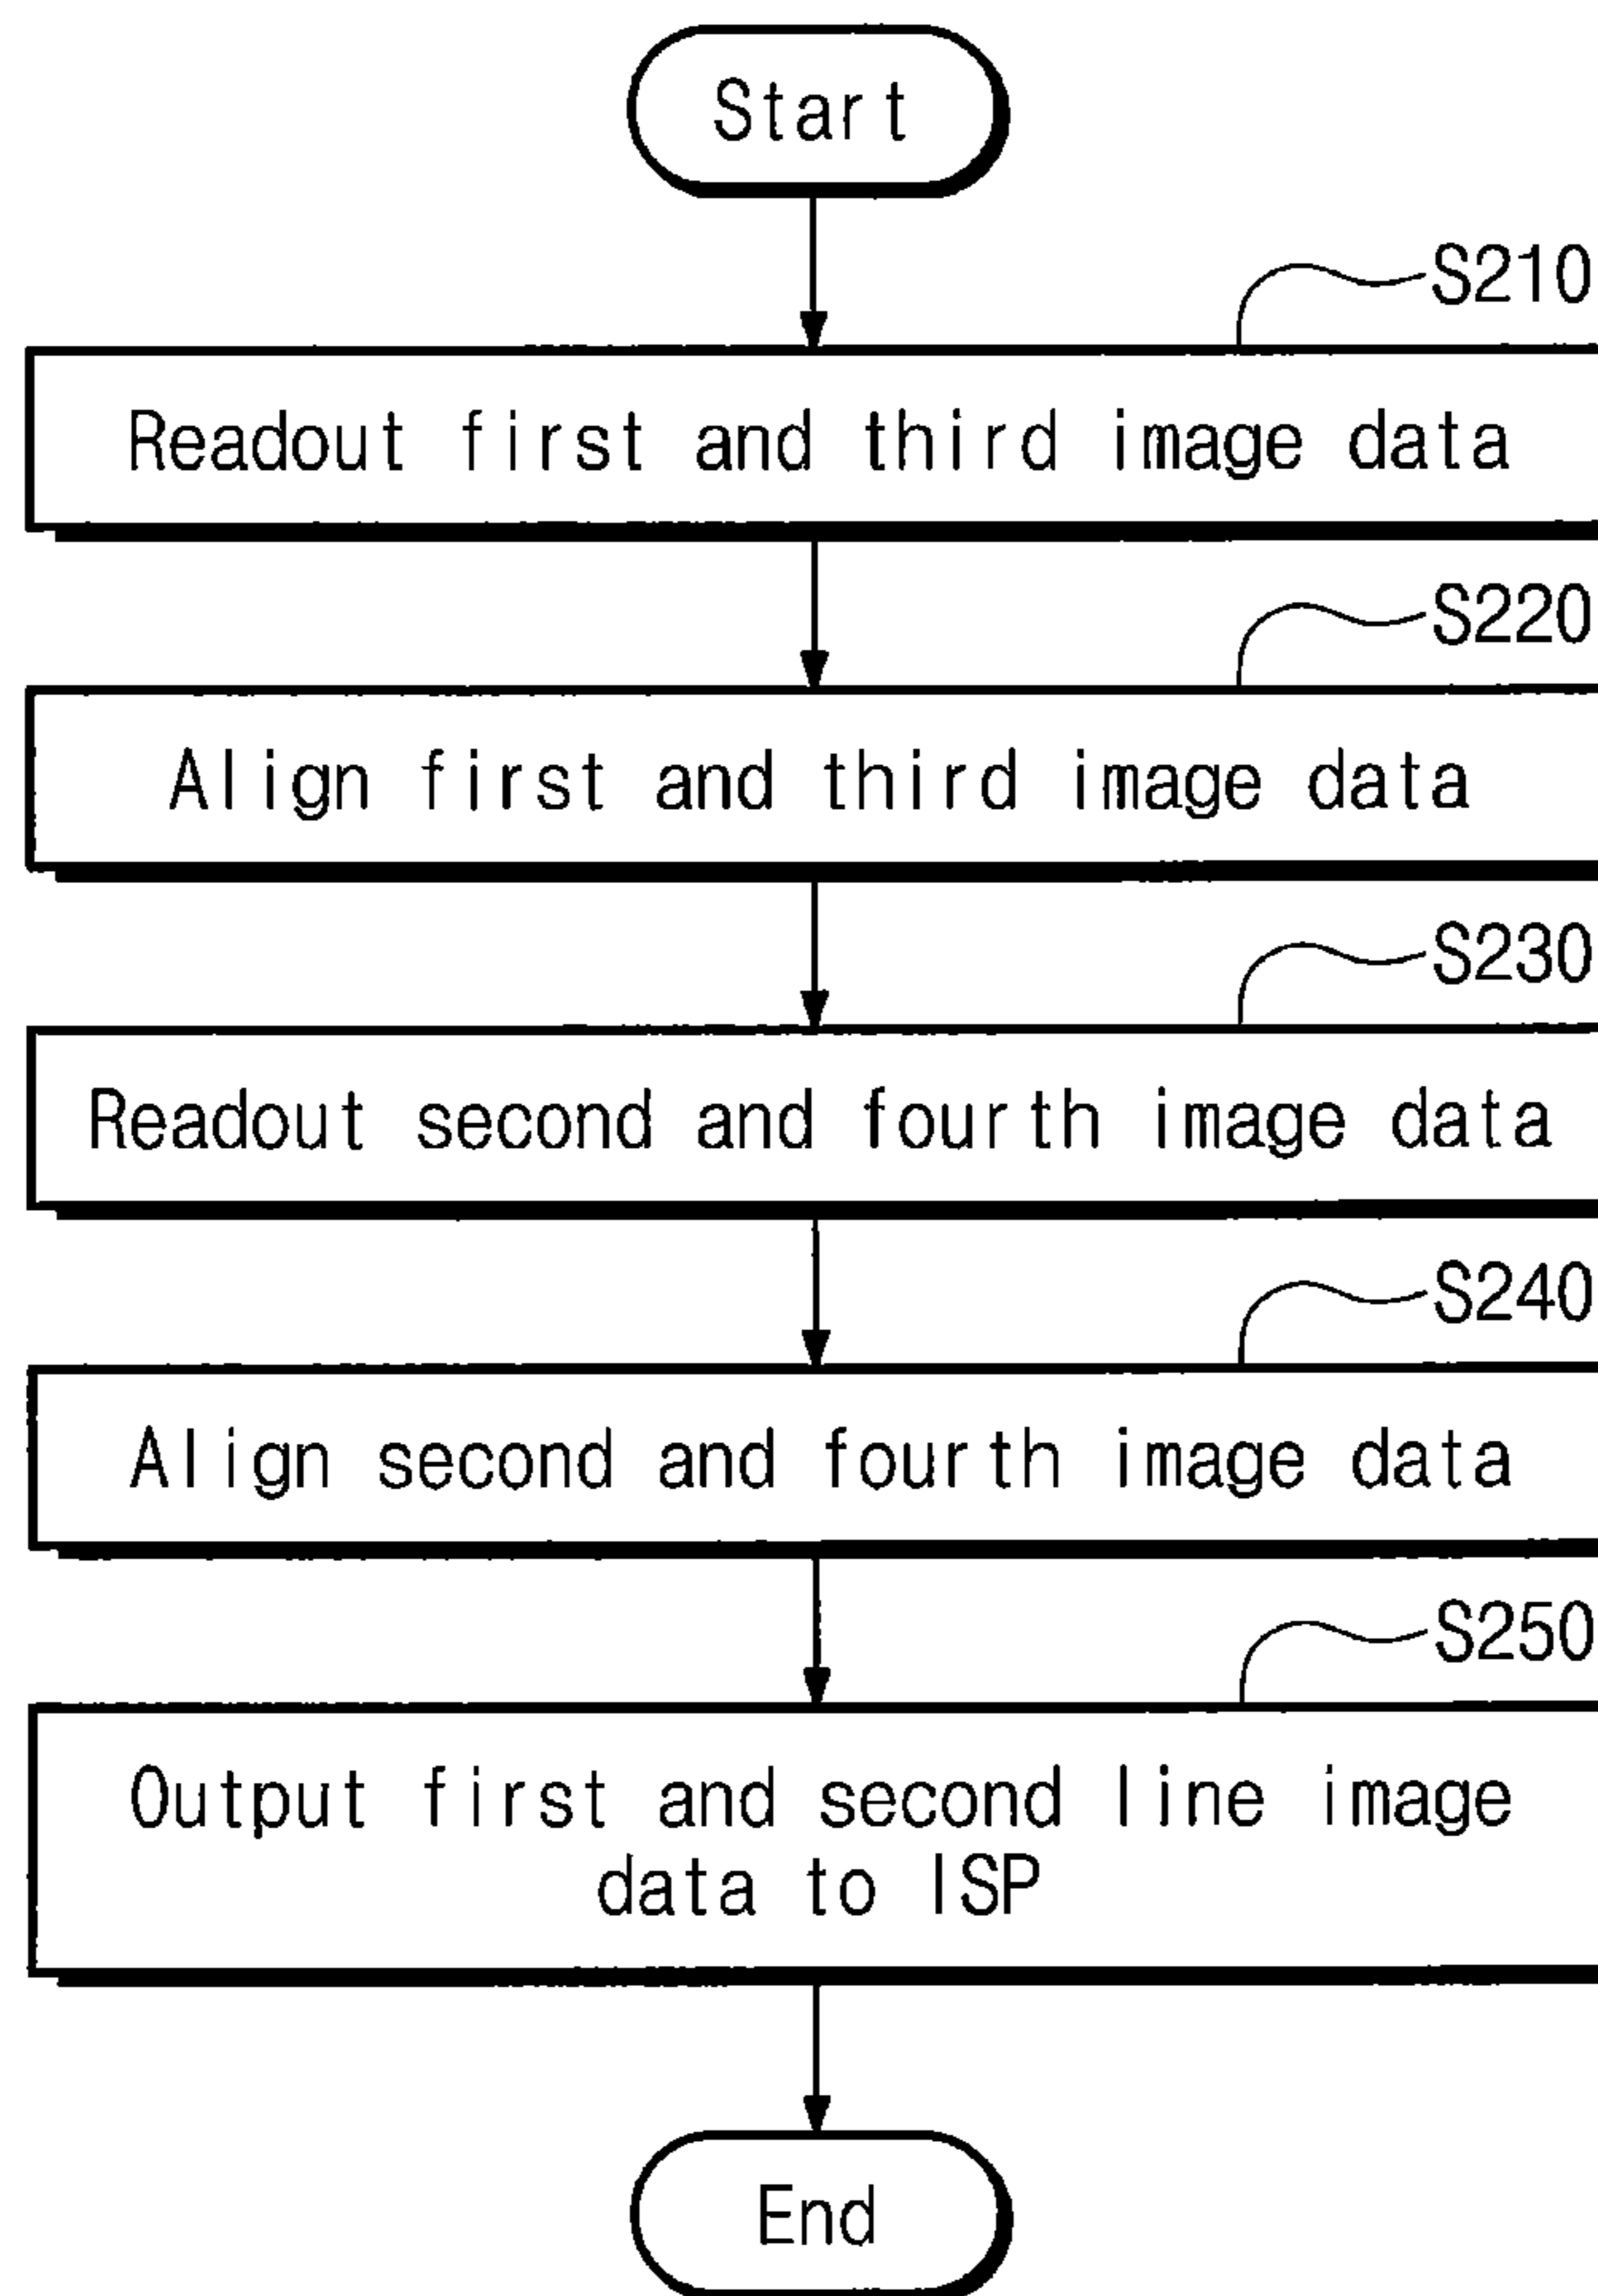 Start
S210
Readout first and third image data
S220
Align first and third image data
S230
Readout second and fourth image data
S240
Align second and fourth image data
S250
Output first and second line image
data to ISP
End